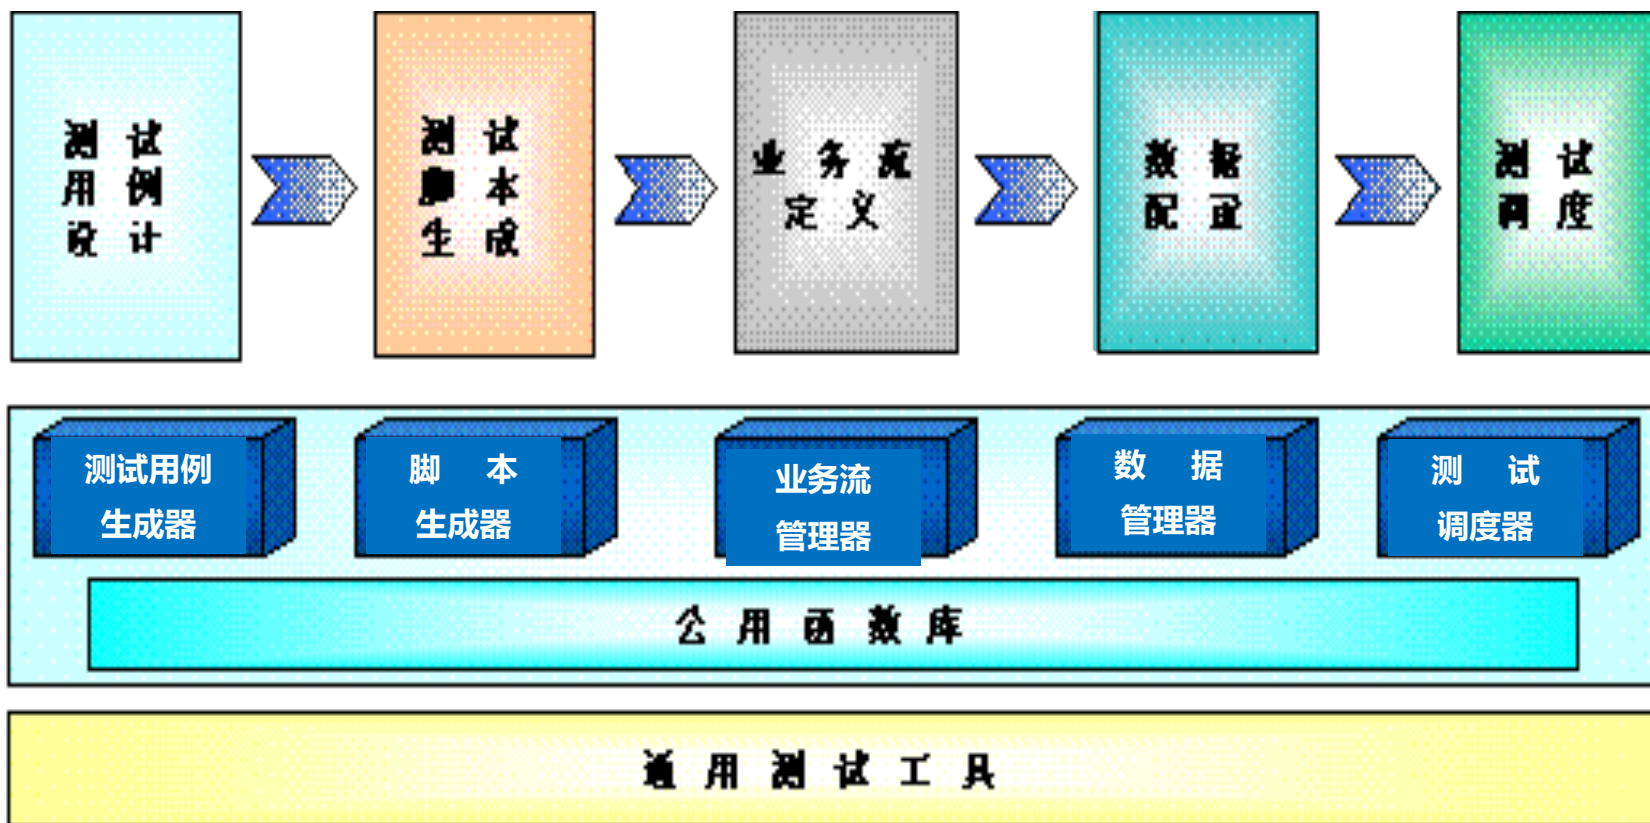 测试
用例
设计
测试
脚本
生成
业务流
定义
数据
配置
测试
调度
测试用例
生成器
脚 本
生成器
业务流
管理器
数 据
管理器
测 试
调度器
公用函数库
通用测试工具